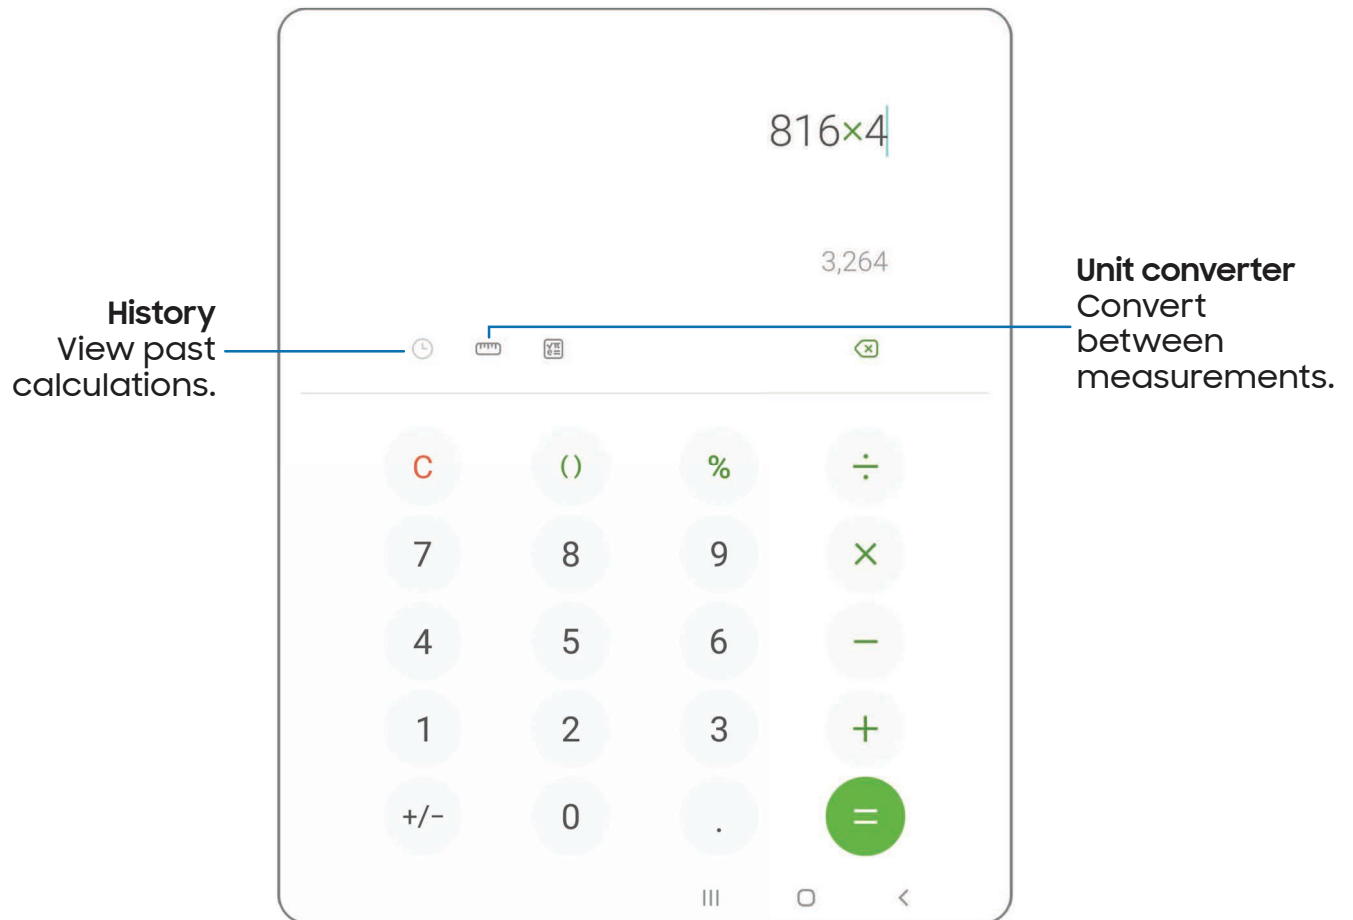 816×4
3,264
History
View past
calculations.
Unit converter
Convert
between
measurements.
C () % ÷
7 8 9 ×
4 5 6 −
1 2 3 +
+/− 0 . =